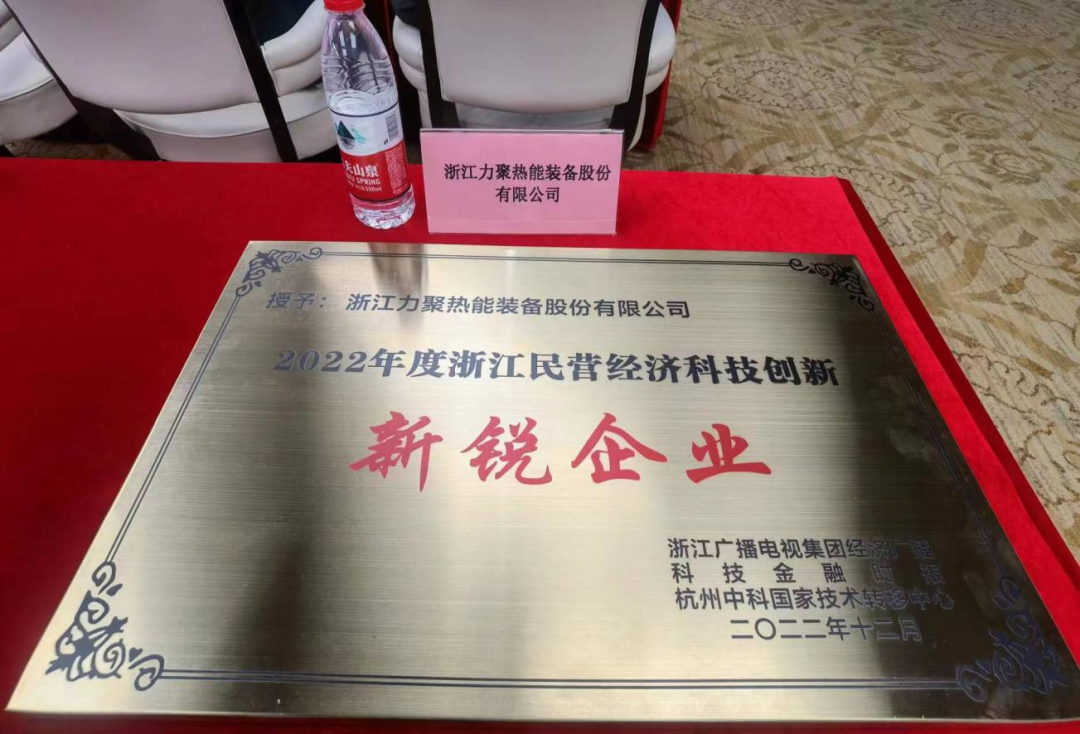 天山泉
SPRING
550ml
浙江力聚热能装备股份
有限公司
授予：浙江力聚热能装备股份有限公司
2022年度浙江民营经济科技创新
新锐企业
浙江广播电视集团经济广播
科技金融时报
杭州中科国家技术转移中心
二〇二二年十二月